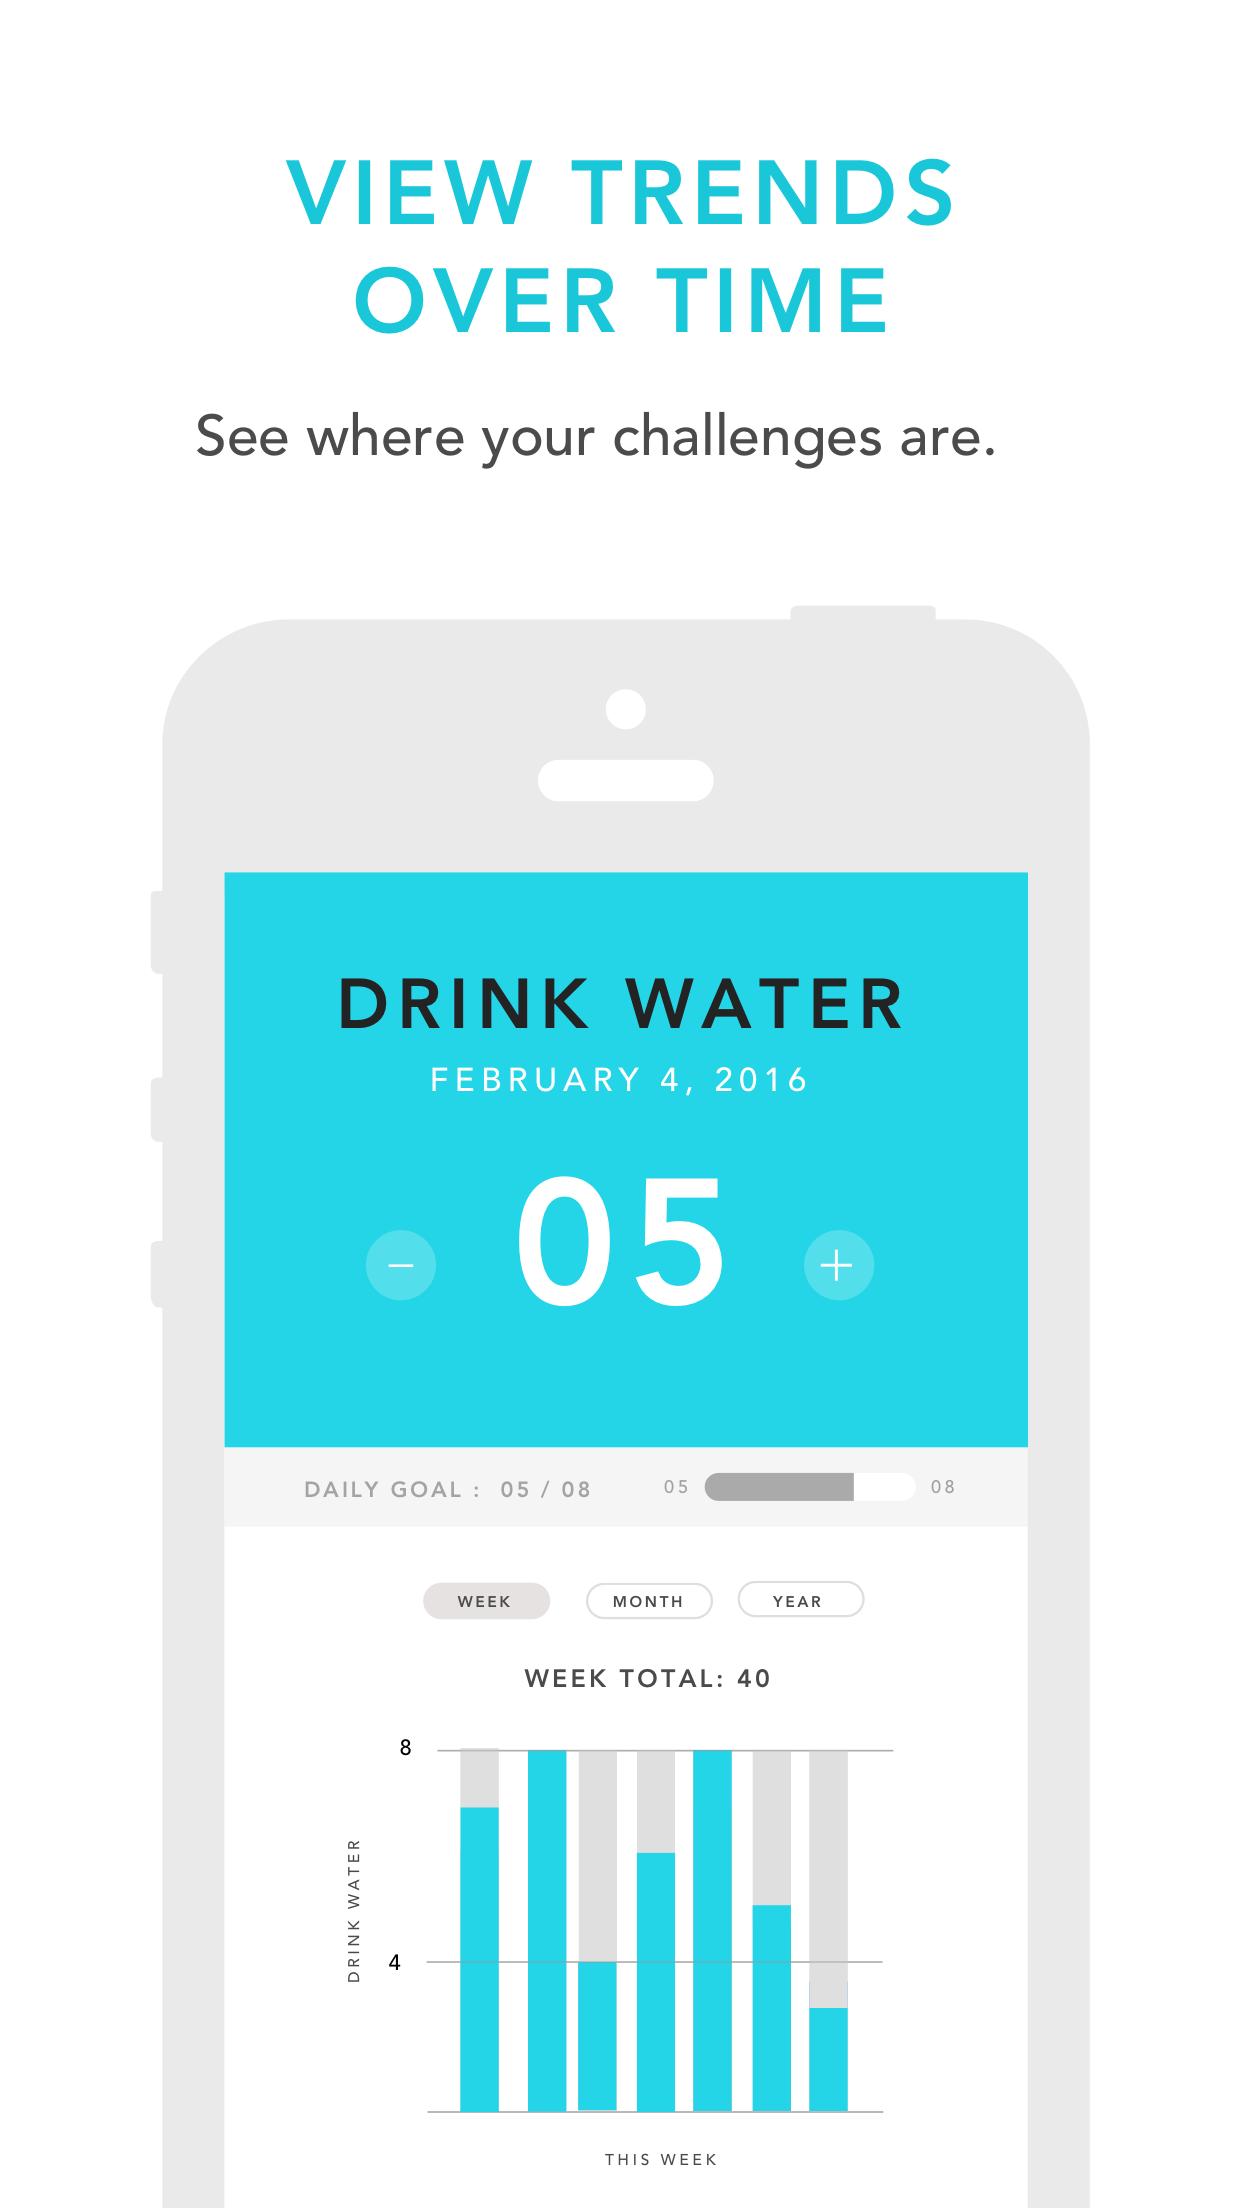 VIEW TRENDS
OVER TIME
See where your challenges are.
DRINK WATER
FEBRUARY 4, 2016
− 05 +
DAILY GOAL : 05 / 08 05 08
WEEK MONTH YEAR
WEEK TOTAL: 40
8
DRINK WATER
4
THIS WEEK